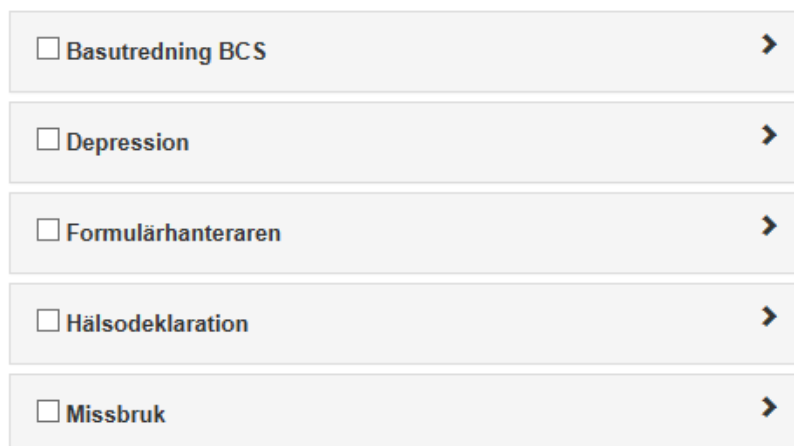 Basutredning BCS
Depression
Formulärhanteraren
Hälsodeklaration
Missbruk